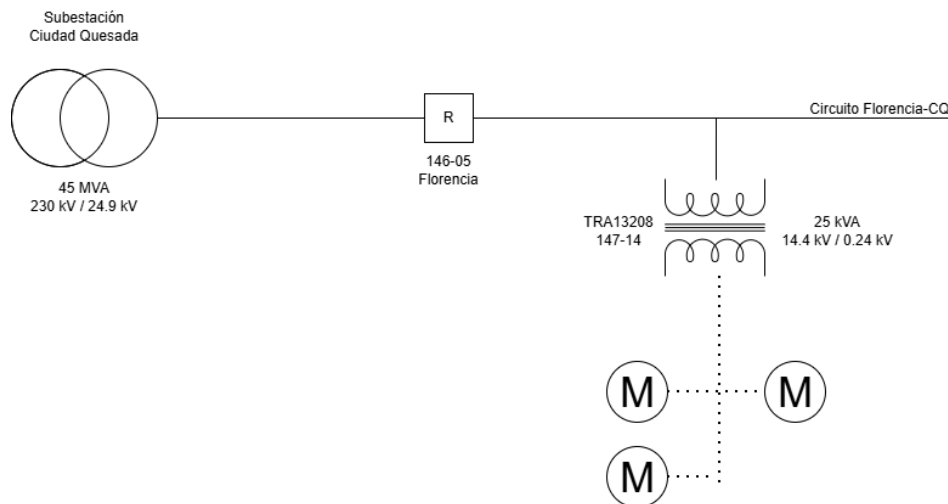 Subestación
Ciudad Quesada
45 MVA
230 kV / 24.9 kV
R
146-05
Florencia
Circuito Florencia-CQ
TRA13208
147-14
25 kVA
14.4 kV / 0.24 kV
M
M
M